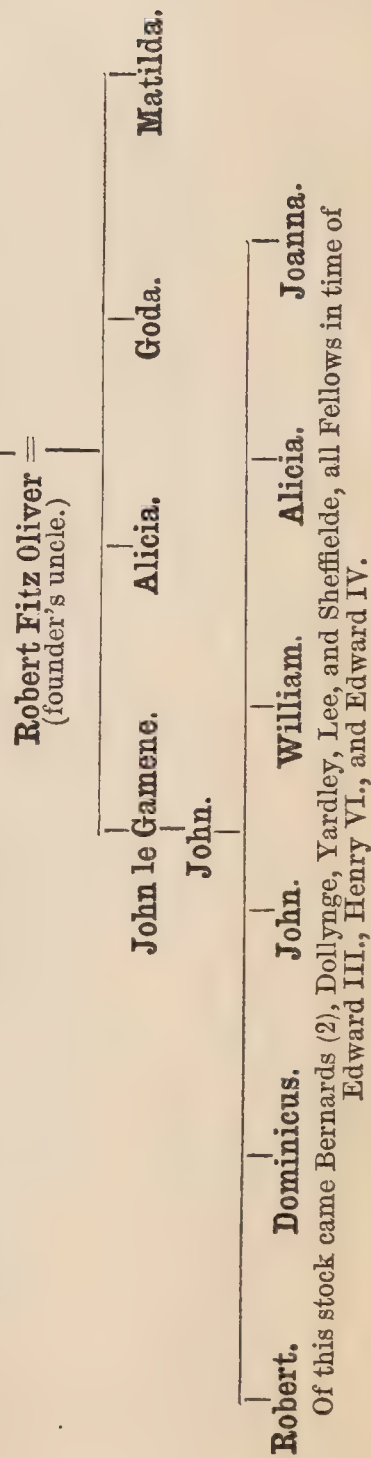 Robert Fitz Oliver =
(founder's uncle.)
John le Gamene. Alicia. Goda. Matilda.
John.
Robert. Dominicus. John. William. Alicia. Joanna.
Of this stock came Bernards (2), Dollynge, Yardley, Lee, and Sheffielde, all Fellows in time of
Edward III., Henry VI., and Edward IV.